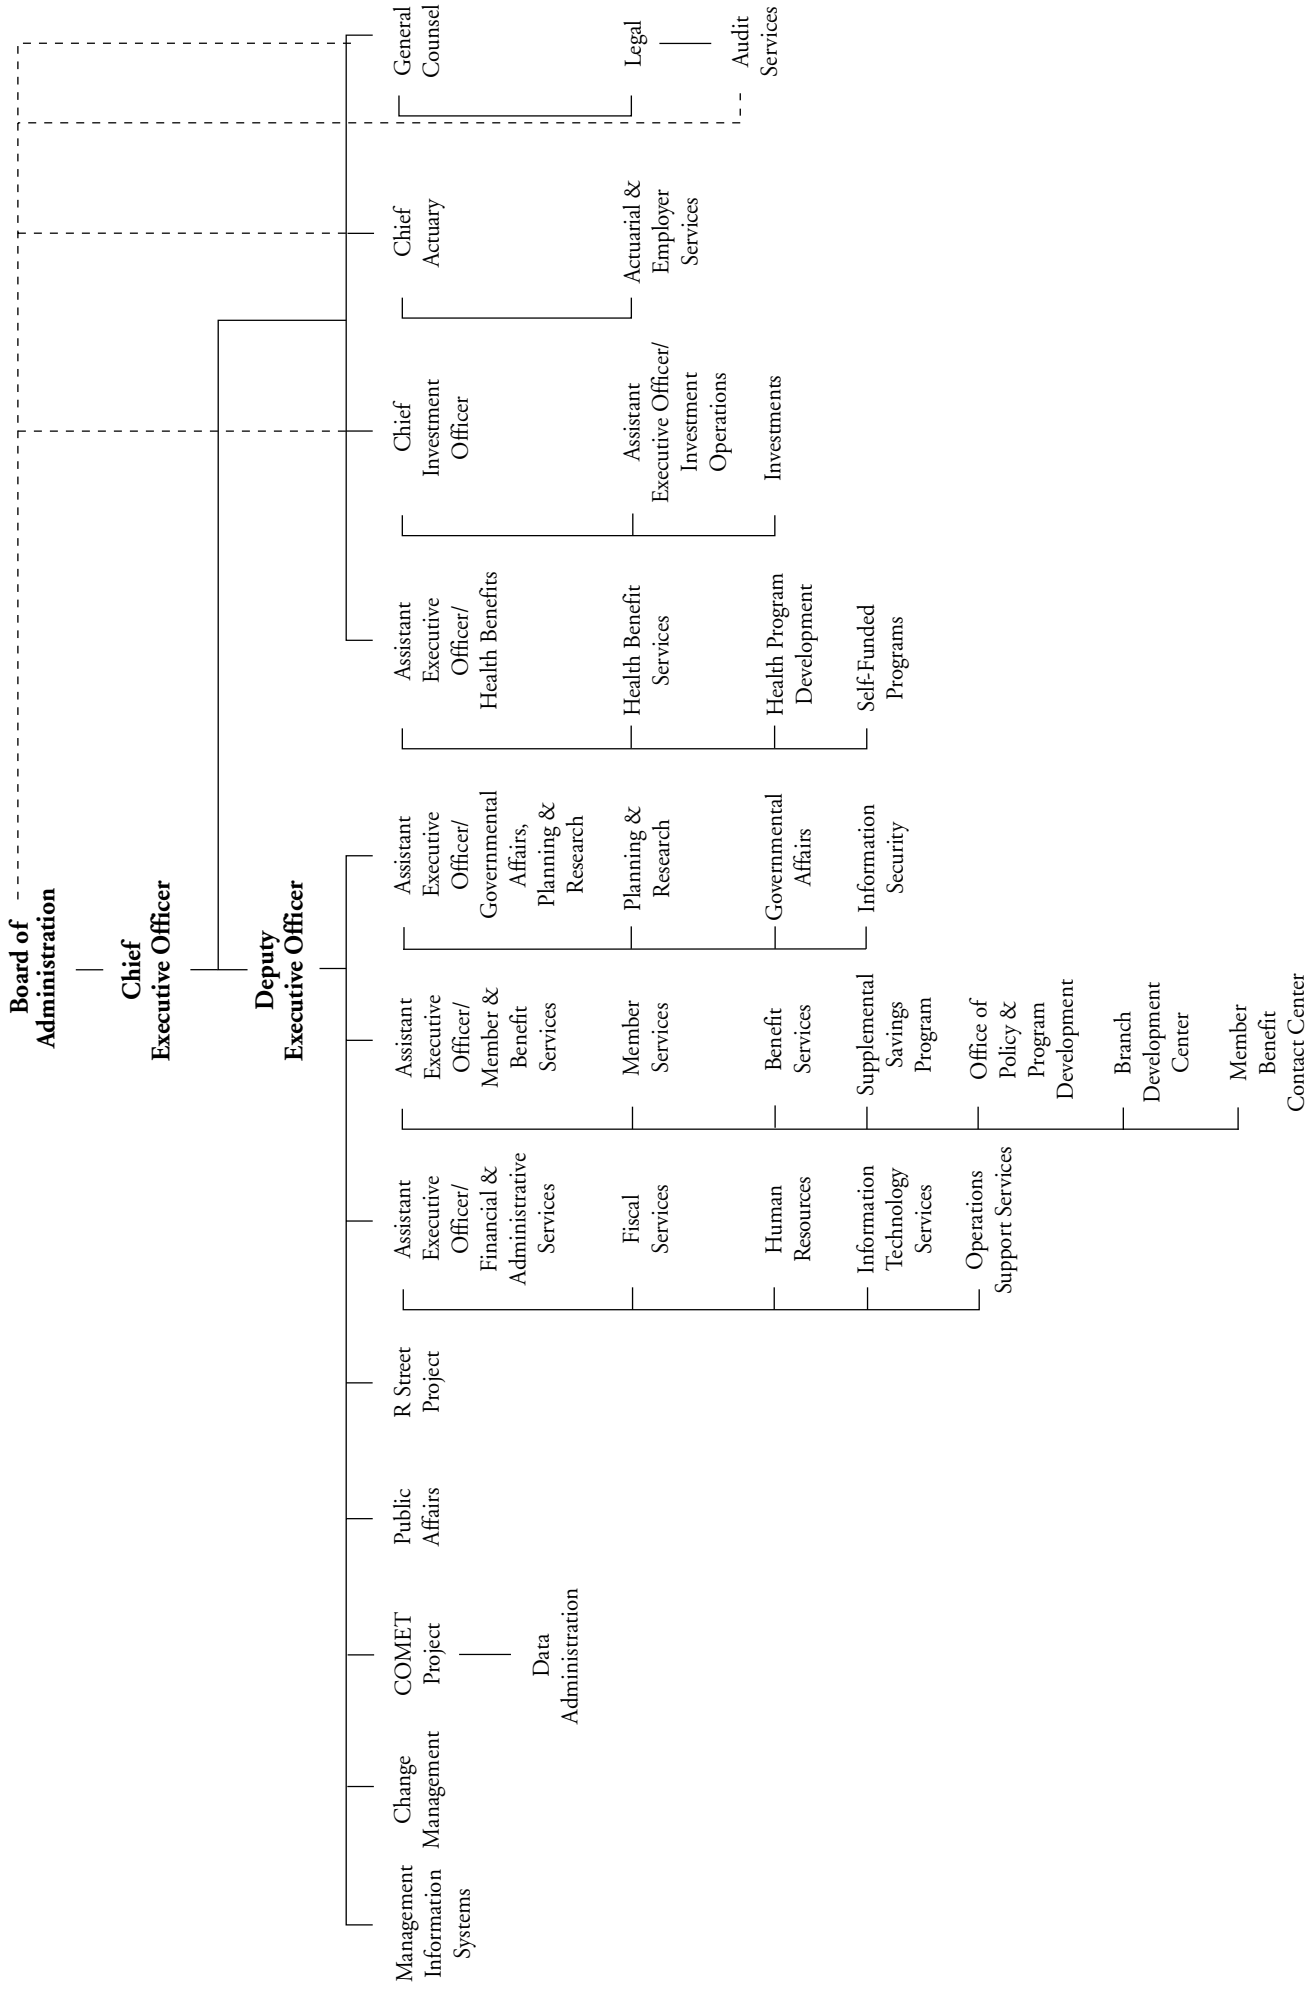 Board of
Administration
Chief
Executive Officer
Deputy
Executive Officer
Management
Information
Systems
Change
Management
COMET
Project
Data
Administration
Public
Affairs
R Street
Project
Assistant
Executive
Officer/
Financial &
Administrative
Services
Fiscal
Services
Human
Resources
Information
Technology
Services
Operations
Support Services
Assistant
Executive
Officer/
Member &
Benefit
Services
Member
Services
Benefit
Services
Supplemental
Savings
Program
Office of
Policy &
Program
Development
Branch
Development
Center
Member
Benefit
Contact Center
Assistant
Executive
Officer/
Governmental
Affairs,
Planning &
Research
Planning &
Research
Governmental
Affairs
Information
Security
Assistant
Executive
Officer/
Health Benefits
Health Benefit
Services
Health Program
Development
Self-Funded
Programs
Chief
Investment
Officer
Assistant
Executive Officer/
Investment
Operations
Investments
Chief
Actuary
Actuarial &
Employer
Services
General
Counsel
Legal
Audit
Services